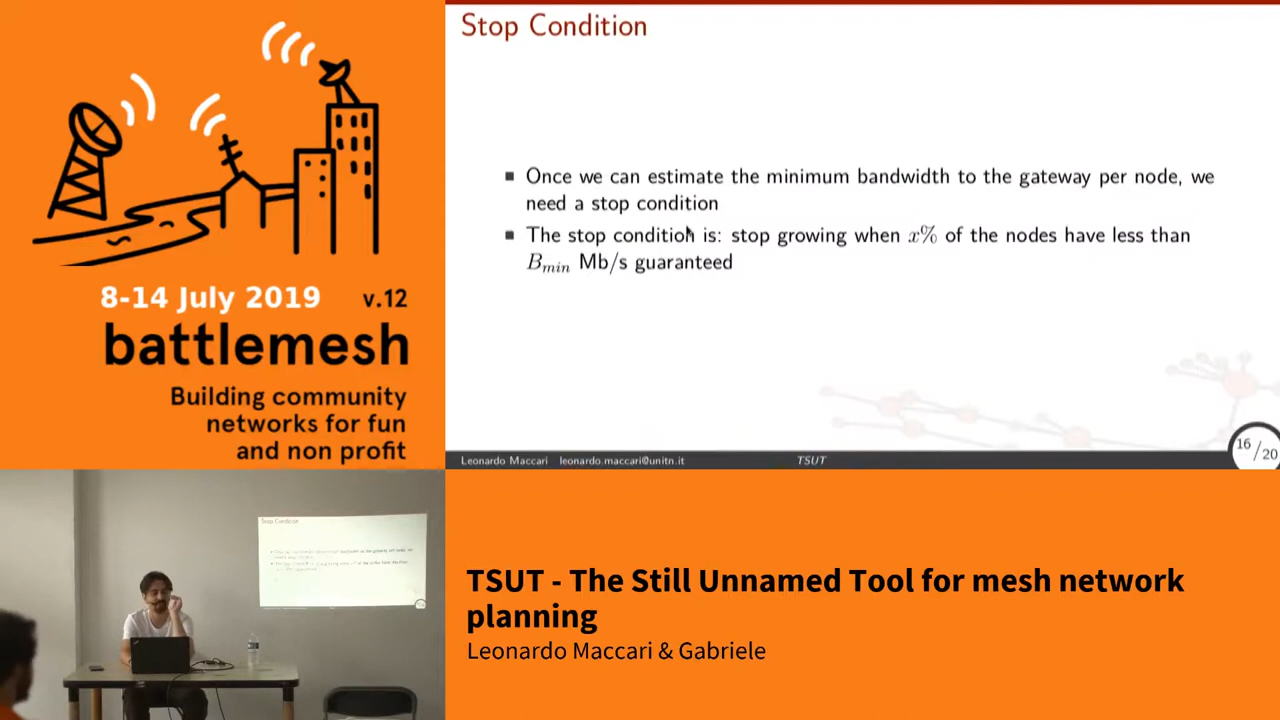 8-14 July 2019 v.12
battlemesh
Building community
networks for fun
and non profit
Stop Condition
Once we can estimate the minimum bandwidth to the gateway per node, we
need a stop condition
The stop condition is: stop growing when x% of the nodes have less than
Bmin Mb/s guaranteed
Leonardo Maccari leonardo.maccari@unitn.it TSUT 16/20
Stop Condition
TSUT - The Still Unnamed Tool for mesh network
planning
Leonardo Maccari & Gabriele